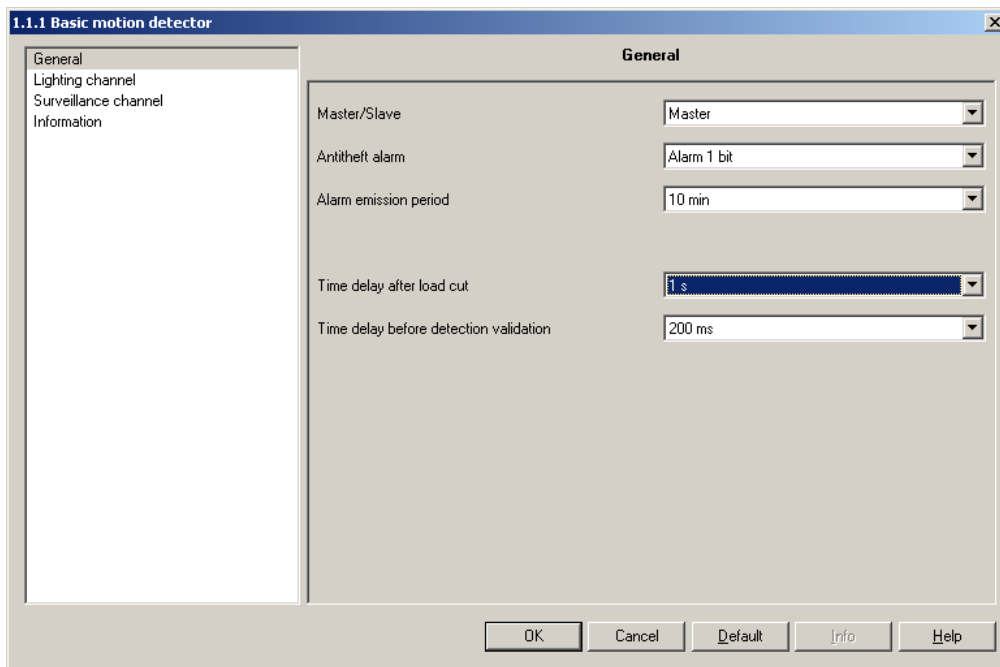 1.1.1 Basic motion detector
General
Lighting channel
Surveillance channel
Information
General
Master/Slave Master
Antitheft alarm Alarm 1 bit
Alarm emission period 10 min
Time delay after load cut 1 s
Time delay before detection validation 200 ms
OK Cancel Default Info Help